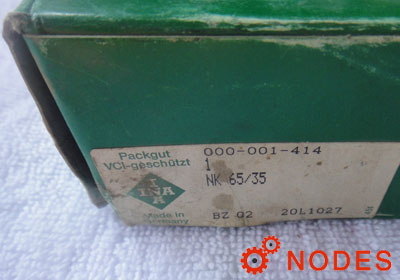 Packgut
VCI-geschützt
000-001-414
1
NK 65/35
INA
Made in
Germany
BZ 02 20L1027
NODES